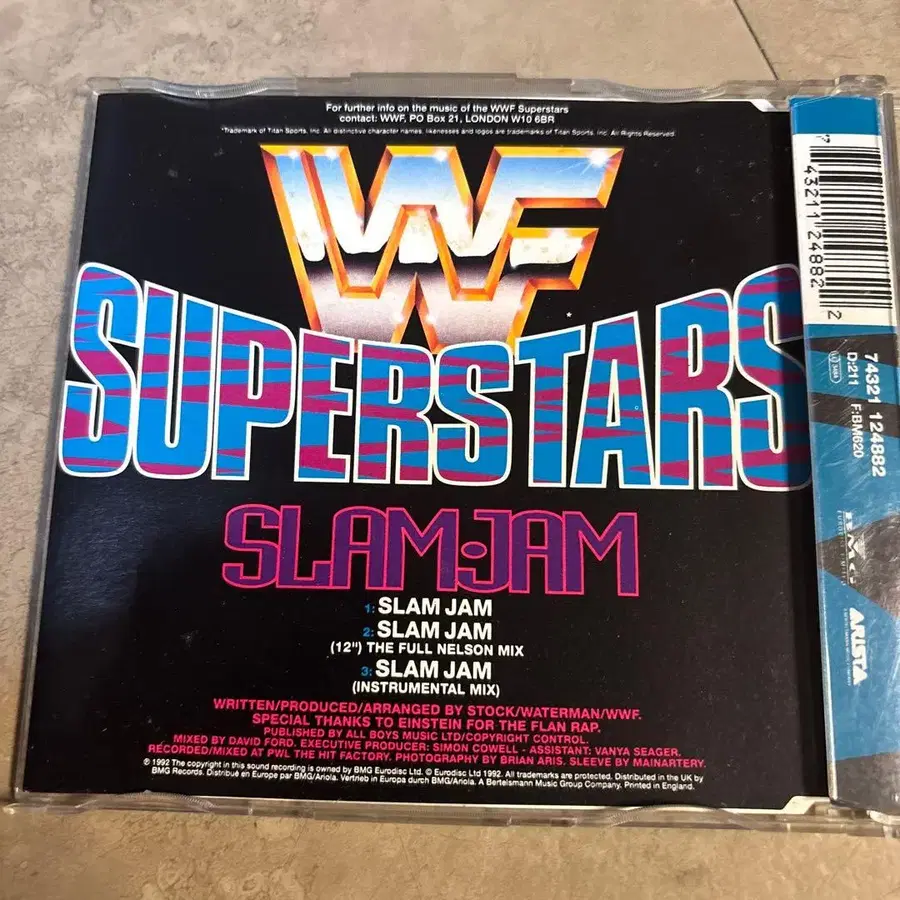 For further info on the music of the WWF Superstars
contact: WWF, PO Box 21, LONDON W10 6BR
*Trademark of Titan Sports, Inc. All distinctive character names, likenesses and logos are trademarks of Titan Sports, Inc. All Rights Reserved.
WF
SUPERSTARS
SLAM·JAM
1: SLAM JAM
2: SLAM JAM
(12") THE FULL NELSON MIX
3: SLAM JAM
(INSTRUMENTAL MIX)
WRITTEN/PRODUCED/ARRANGED BY STOCK/WATERMAN/WWF.
SPECIAL THANKS TO EINSTEIN FOR THE FLAN RAP.
PUBLISHED BY ALL BOYS MUSIC LTD/COPYRIGHT CONTROL.
MIXED BY DAVID FORD. EXECUTIVE PRODUCER: SIMON COWELL - ASSISTANT: VANYA SEAGER.
RECORDED/MIXED AT PWL THE HIT FACTORY. PHOTOGRAPHY BY BRIAN ARIS. SLEEVE BY MAINARTERY.
℗ 1992 The copyright in this sound recording is owned by BMG Eurodisc Ltd. © Eurodisc Ltd 1992. All trademarks are protected. Distributed in the UK by
BMG Records. Distribué en Europe par BMG/Ariola. Vertrieb in Europa durch BMG/Ariola. A Bertelsmann Music Group Company. Printed in England.
7 43211 24882 2
74321 124882
D:211 F:BM620
ARISTA